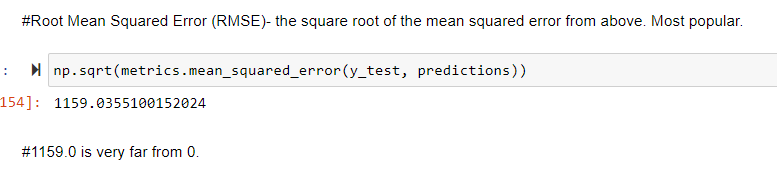 #Root Mean Squared Error (RMSE)- the square root of the mean squared error from above. Most popular.
: np.sqrt(metrics.mean_squared_error(y_test, predictions))
154]: 1159.0355100152024
#1159.0 is very far from 0.